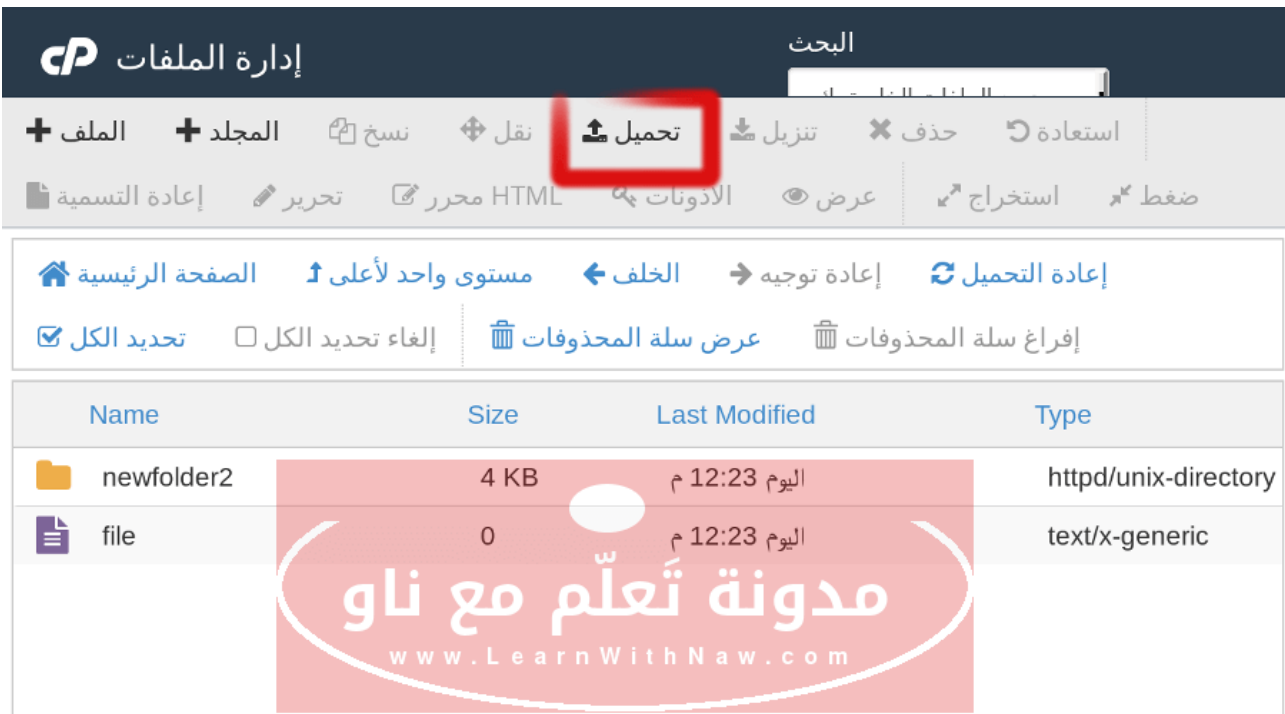 cP إدارة الملفات
البحث
الملف المجلد نسخ نقل تحميل تنزيل حذف استعادة
إعادة التسمية تحرير HTML محرر الأذونات عرض استخراج ضغط
الصفحة الرئيسية مستوى واحد لأعلى الخلف إعادة توجيه إعادة التحميل
تحديد الكل إلغاء تحديد الكل عرض سلة المحذوفات إفراغ سلة المحذوفات
Name Size Last Modified Type
newfolder2 4 KB اليوم 12:23 م httpd/unix-directory
file 0 اليوم 12:23 م text/x-generic
مدونة تَعلّم مع ناو
www.LearnWithNaw.com